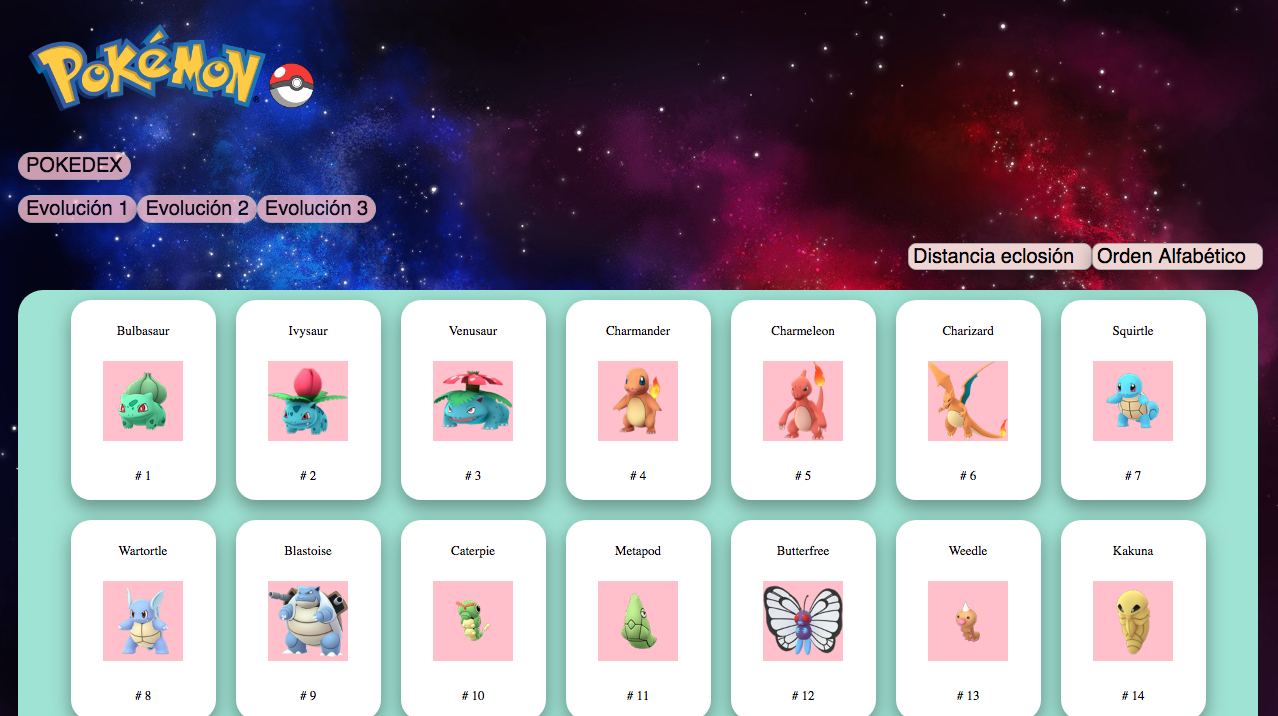 POKéMON
POKEDEX
Evolución 1 Evolución 2 Evolución 3
Distancia eclosión Orden Alfabético
Bulbasaur Ivysaur Venusaur Charmander Charmeleon Charizard Squirtle
# 1 # 2 # 3 # 4 # 5 # 6 # 7
Wartortle Blastoise Caterpie Metapod Butterfree Weedle Kakuna
# 8 # 9 # 10 # 11 # 12 # 13 # 14